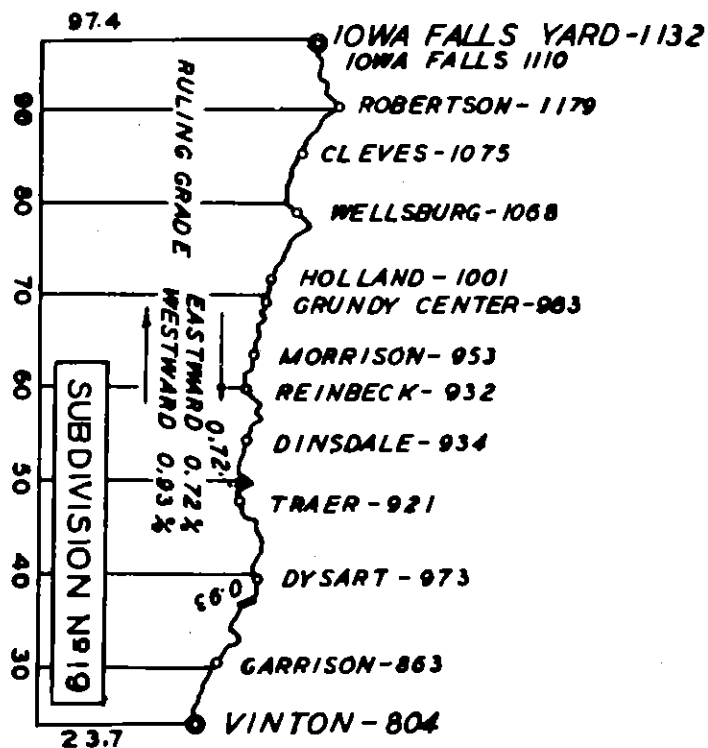 97.4
IOWA FALLS YARD-1132
IOWA FALLS 1110
90
ROBERTSON-1179
CLEVES-1075
80
WELLSBURG-1068
70
HOLLAND-1001
GRUNDY CENTER-983
MORRISON-953
60
REINBECK-932
DINSDALE-934
50
TRAER-921
40
DYSART-973
30
GARRISON-863
VINTON-804
23.7
RULING GRADE
EASTWARD 0.72%
WESTWARD 0.93%
0.72
0.93
SUBDIVISION Nº19